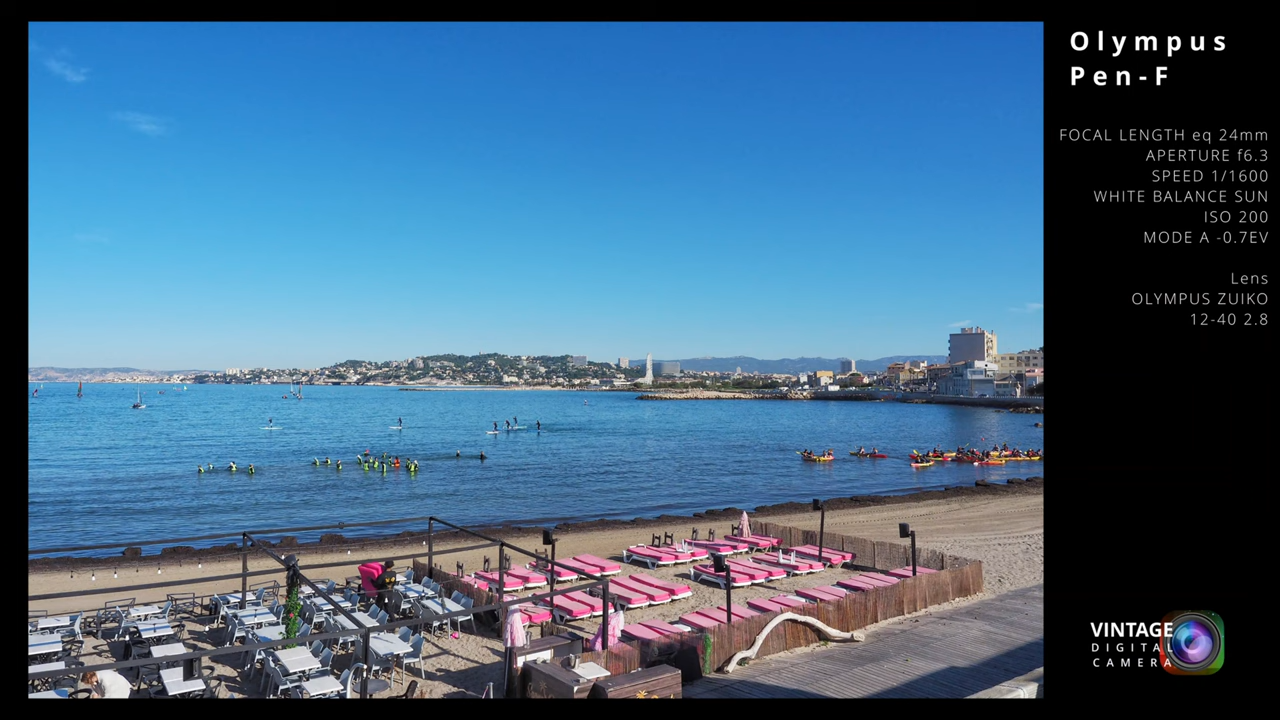 Olympus
Pen-F
FOCAL LENGTH eq 24mm
APERTURE f6.3
SPEED 1/1600
WHITE BALANCE SUN
ISO 200
MODE A -0.7EV
Lens
OLYMPUS ZUIKO
12-40 2.8
VINTAGE
DIGITAL
CAMERA